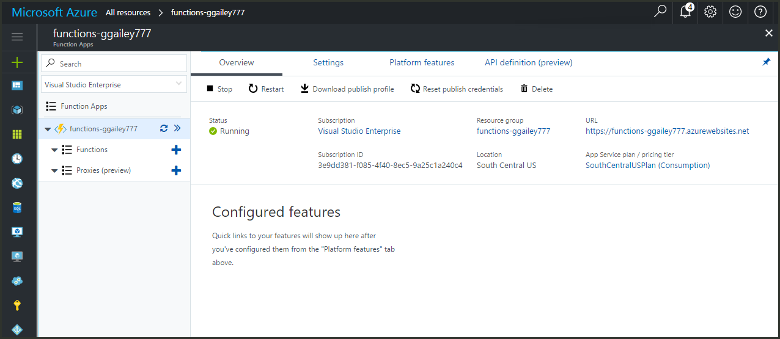 Microsoft Azure All resources > functions-ggailey777
4
functions-ggailey777
Function Apps
Search
Visual Studio Enterprise
Function Apps
functions-ggailey777
Functions
Proxies (preview)
Overview Settings Platform features API definition (preview)
Stop Restart Download publish profile Reset publish credentials Delete
Status Subscription Resource group URL
Running Visual Studio Enterprise functions-ggailey777 https://functions-ggailey777.azurewebsites.net
Subscription ID Location App Service plan / pricing tier
3e9dd381-f085-4f40-8ec5-9a25c1a240c4 South Central US SouthCentralUSPlan (Consumption)
Configured features
Quick links to your features will show up here after
you've configured them from the "Platform features" tab
above.